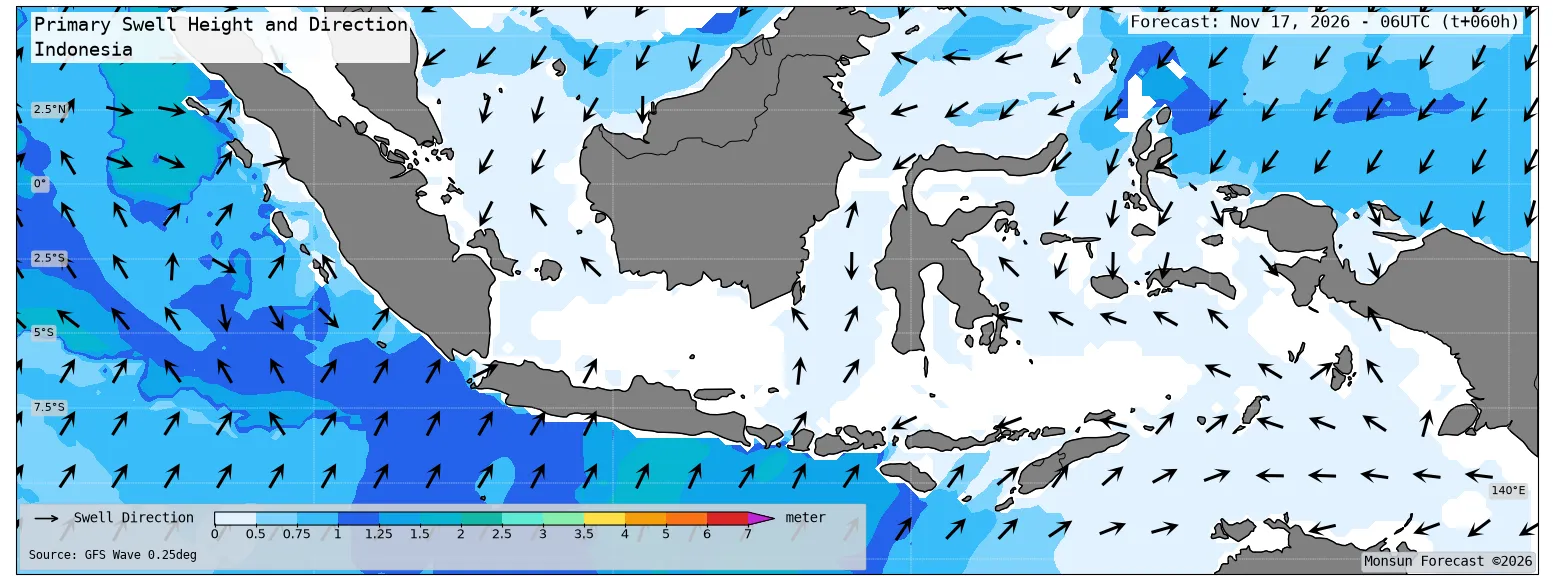 Primary Swell Height and Direction
Indonesia
Forecast: Nov 17, 2026 - 06UTC (t+060h)
2.5°N
0°
2.5°S
5°S
7.5°S
140°E
Swell Direction
meter
0 0.5 0.75 1 1.25 1.5 2 2.5 3 3.5 4 5 6 7
Source: GFS Wave 0.25deg
Monsun Forecast ©2026